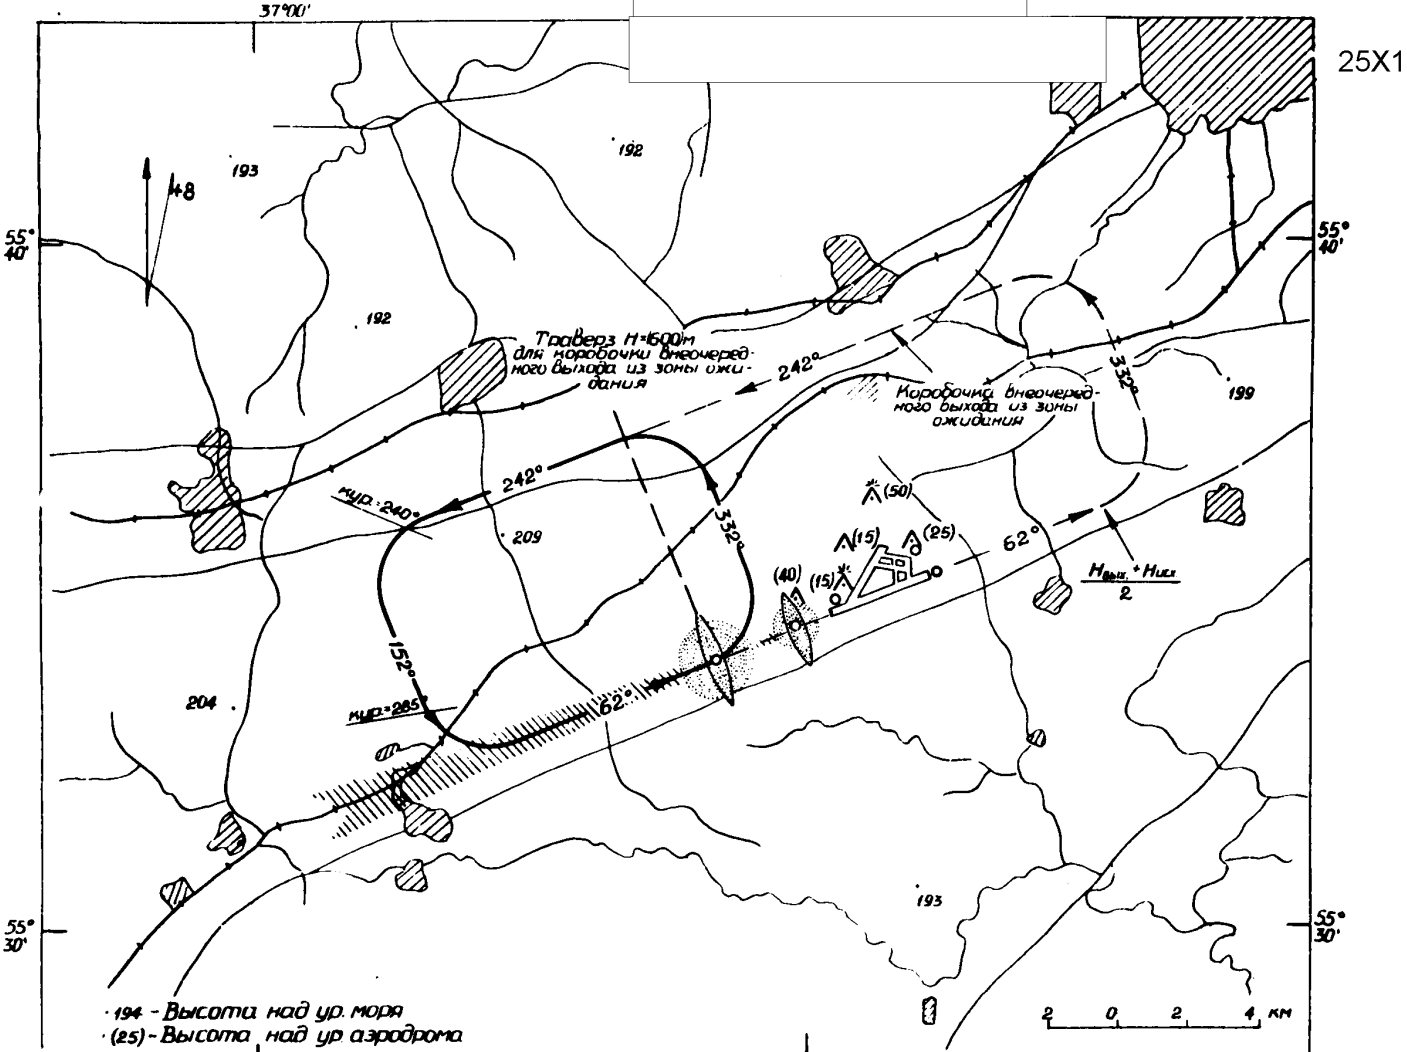 37°00'
25X1
193
192
48
55°
40'
55°
40'
192
Траверз Н=1600м
для коробочки внеочеред-
ного выхода из зоны ожи-
дания
242°
332°
199
Коробочка внеочеред-
ного выхода из зоны
ожидания
242°
кур.=240°
209
332°
(50)
(15)
(25)
62°
(40)
(15)
Нвых. + Нисх
2
152°
204
кур.=285°
62°
193
55°
30'
55°
30'
194 - Высота над ур. моря
(25) - Высота над ур. аэродрома
2 0 2 4 км